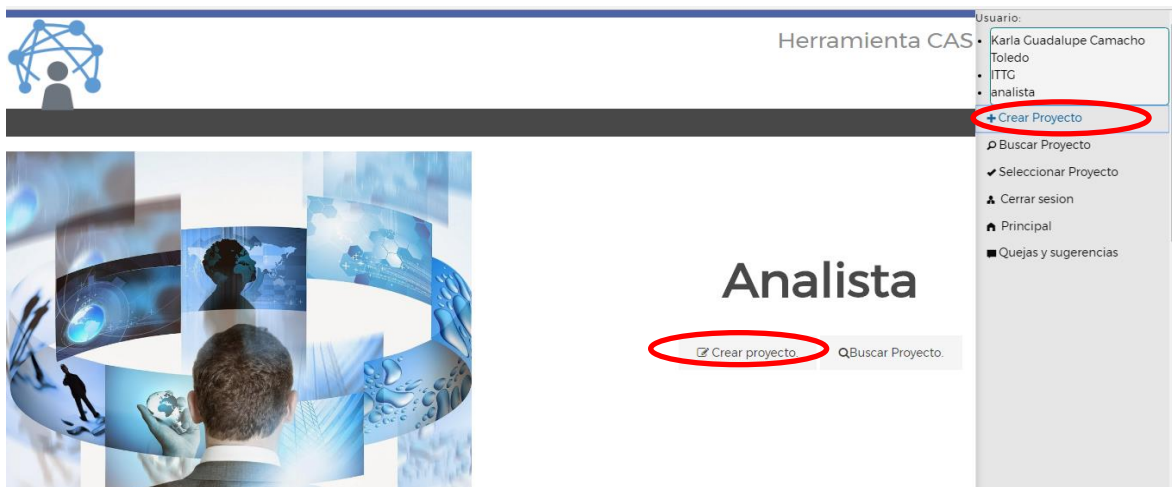 Usuario:
Herramienta CAS
Karla Guadalupe Camacho
Toledo
ITTG
analista
Crear Proyecto
Buscar Proyecto
Seleccionar Proyecto
Cerrar sesion
Principal
Quejas y sugerencias
Analista
Crear proyecto.
Buscar Proyecto.